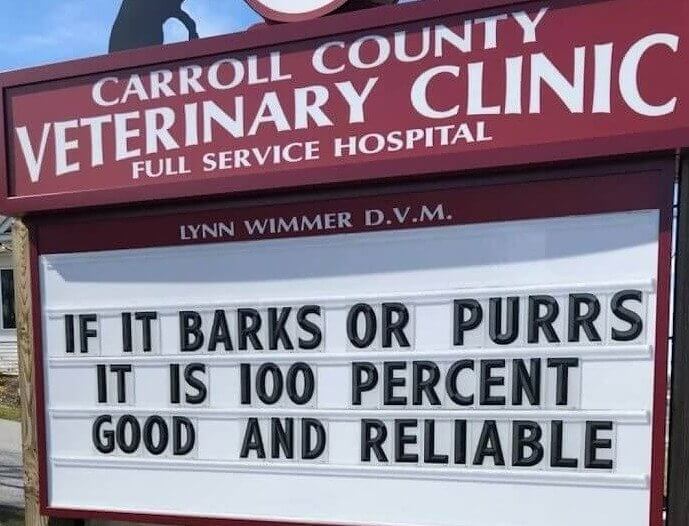 CARROLL COUNTY
VETERINARY CLINIC
FULL SERVICE HOSPITAL
LYNN WIMMER D.V.M.
IF IT BARKS OR PURRS
IT IS 100 PERCENT
GOOD AND RELIABLE